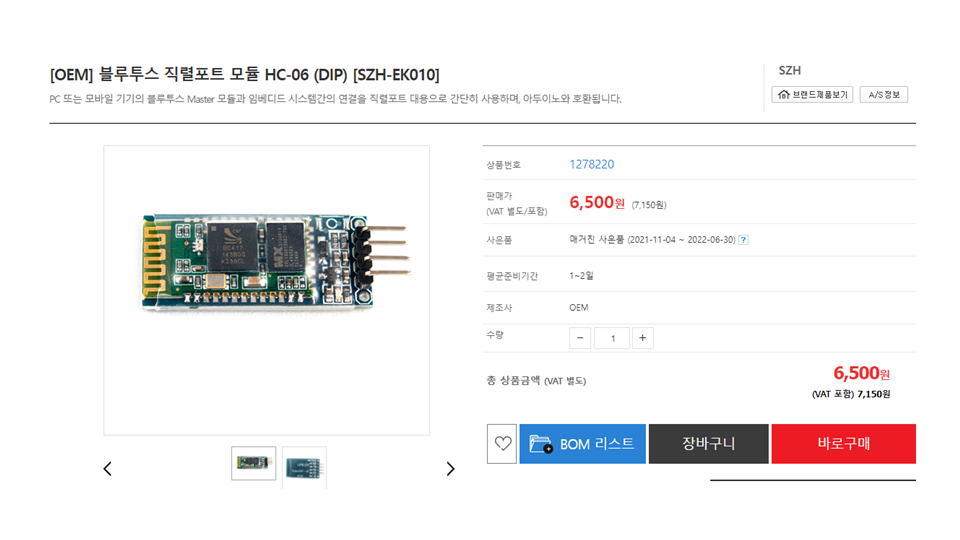 [OEM] 블루투스 직렬포트 모듈 HC-06 (DIP) [SZH-EK010]
PC 또는 모바일 기기의 블루투스 Master 모듈과 임베디드 시스템간의 연결을 직렬포트 대용으로 간단히 사용하며, 아두이노와 호환됩니다.
SZH
브랜드제품보기
A/S정보
상품번호 1278220
판매가
(VAT 별도/포함)
6,500원 (7,150원)
사은품 매거진 사은품 (2021-11-04 ~ 2022-06-30) ?
평균준비기간 1~2일
제조사 OEM
수량 - 1 +
총 상품금액 (VAT 별도) 6,500원
(VAT 포함) 7,150원
BOM 리스트
장바구니
바로구매